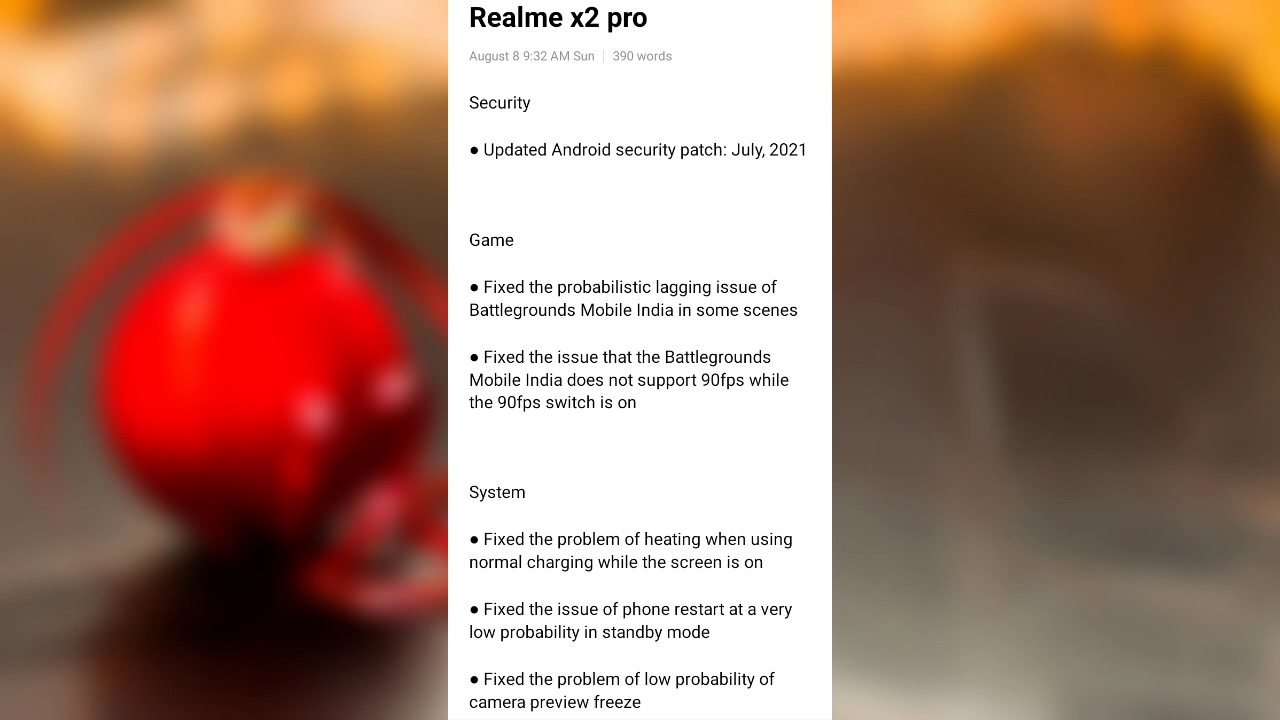 Realme x2 pro
August 8 9:32 AM Sun | 390 words
Security
● Updated Android security patch: July, 2021
Game
● Fixed the probabilistic lagging issue of
Battlegrounds Mobile India in some scenes
● Fixed the issue that the Battlegrounds
Mobile India does not support 90fps while
the 90fps switch is on
System
● Fixed the problem of heating when using
normal charging while the screen is on
● Fixed the issue of phone restart at a very
low probability in standby mode
● Fixed the problem of low probability of
camera preview freeze